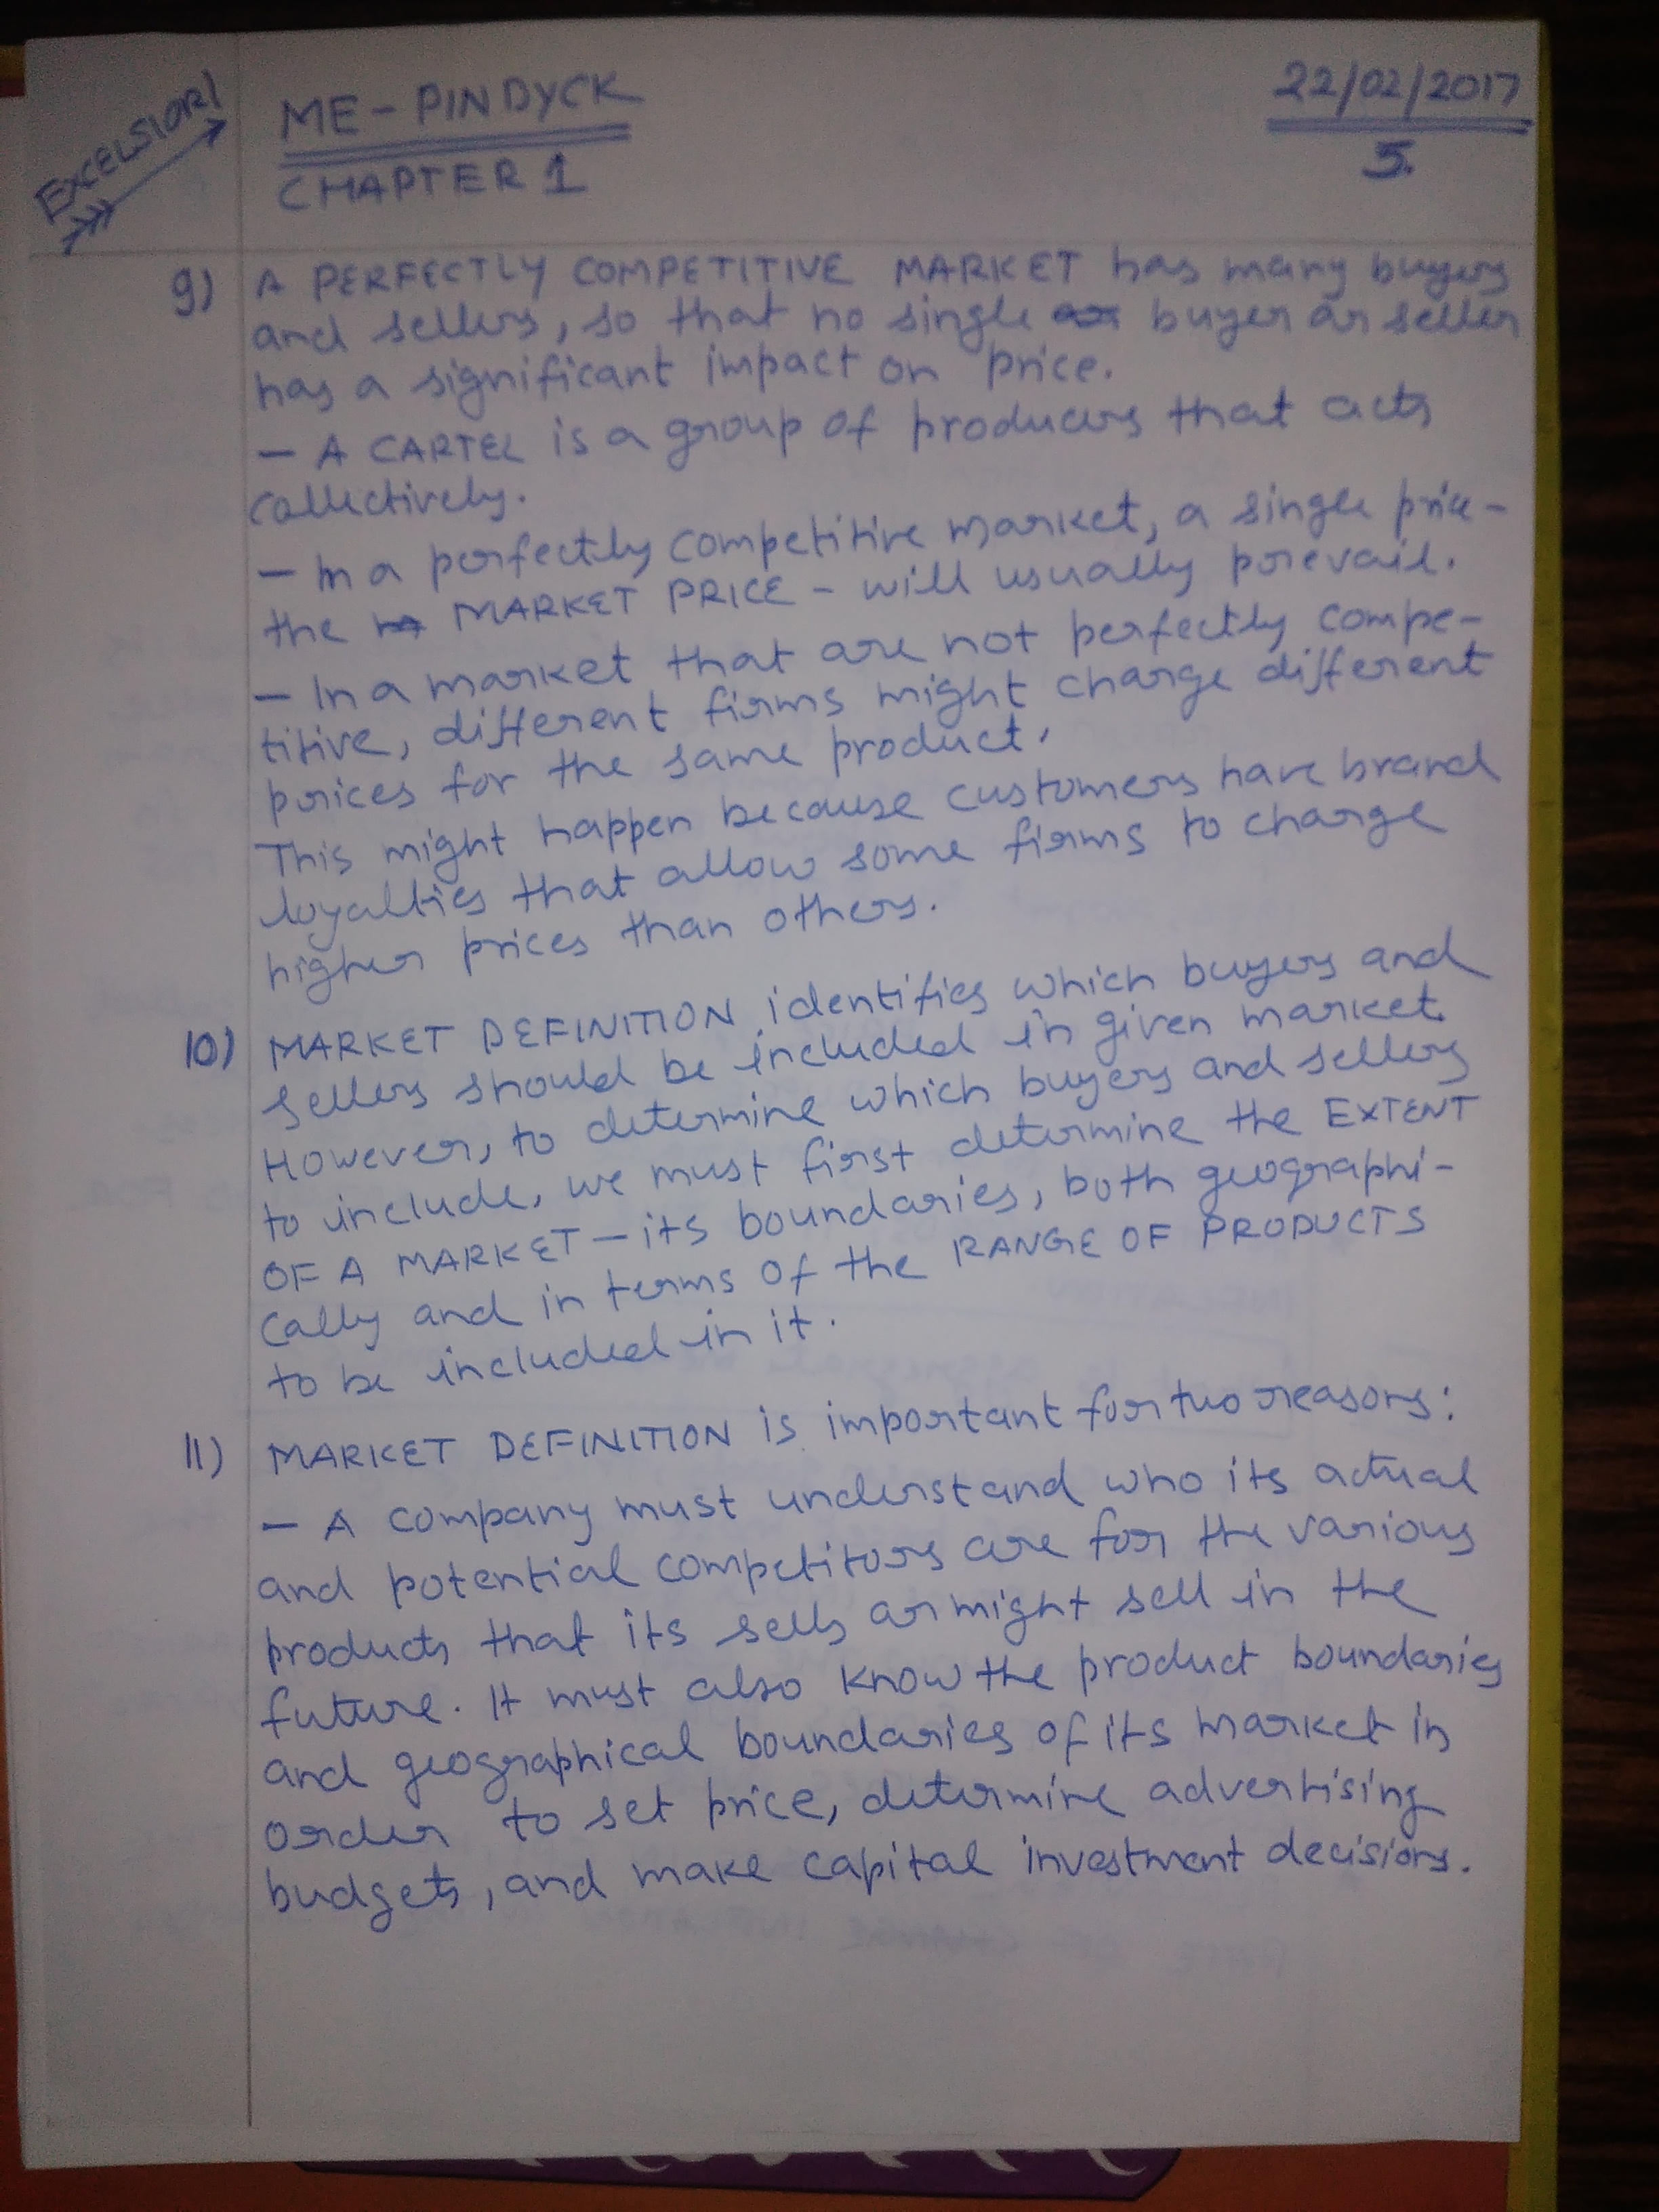 EXCELSIOR!
ME - PINDYCK
CHAPTER 1
22/02/2017
5.
9) A PERFECTLY COMPETITIVE MARKET has many buyers
and sellers, so that no single buyer or seller
has a significant impact on price.
— A CARTEL is a group of producers that acts
collectively.
— In a perfectly competitive market, a single price -
the MARKET PRICE - will usually prevail.
— In a market that are not perfectly compe-
titive, different firms might charge different
prices for the same product.
This might happen because customers have brand
loyalties that allow some firms to charge
higher prices than others.
10) MARKET DEFINITION identifies which buyers and
sellers should be included in given market.
However, to determine which buyers and sellers
to include, we must first determine the EXTENT
OF A MARKET — its boundaries, both geographi-
cally and in terms of the RANGE OF PRODUCTS
to be included in it.
11) MARKET DEFINITION is important for two reasons:
— A company must understand who its actual
and potential competitors are for the various
products that its sells or might sell in the
future. It must also know the product boundaries
and geographical boundaries of its market in
order to set price, determine advertising
budgets, and make capital investment decisions.